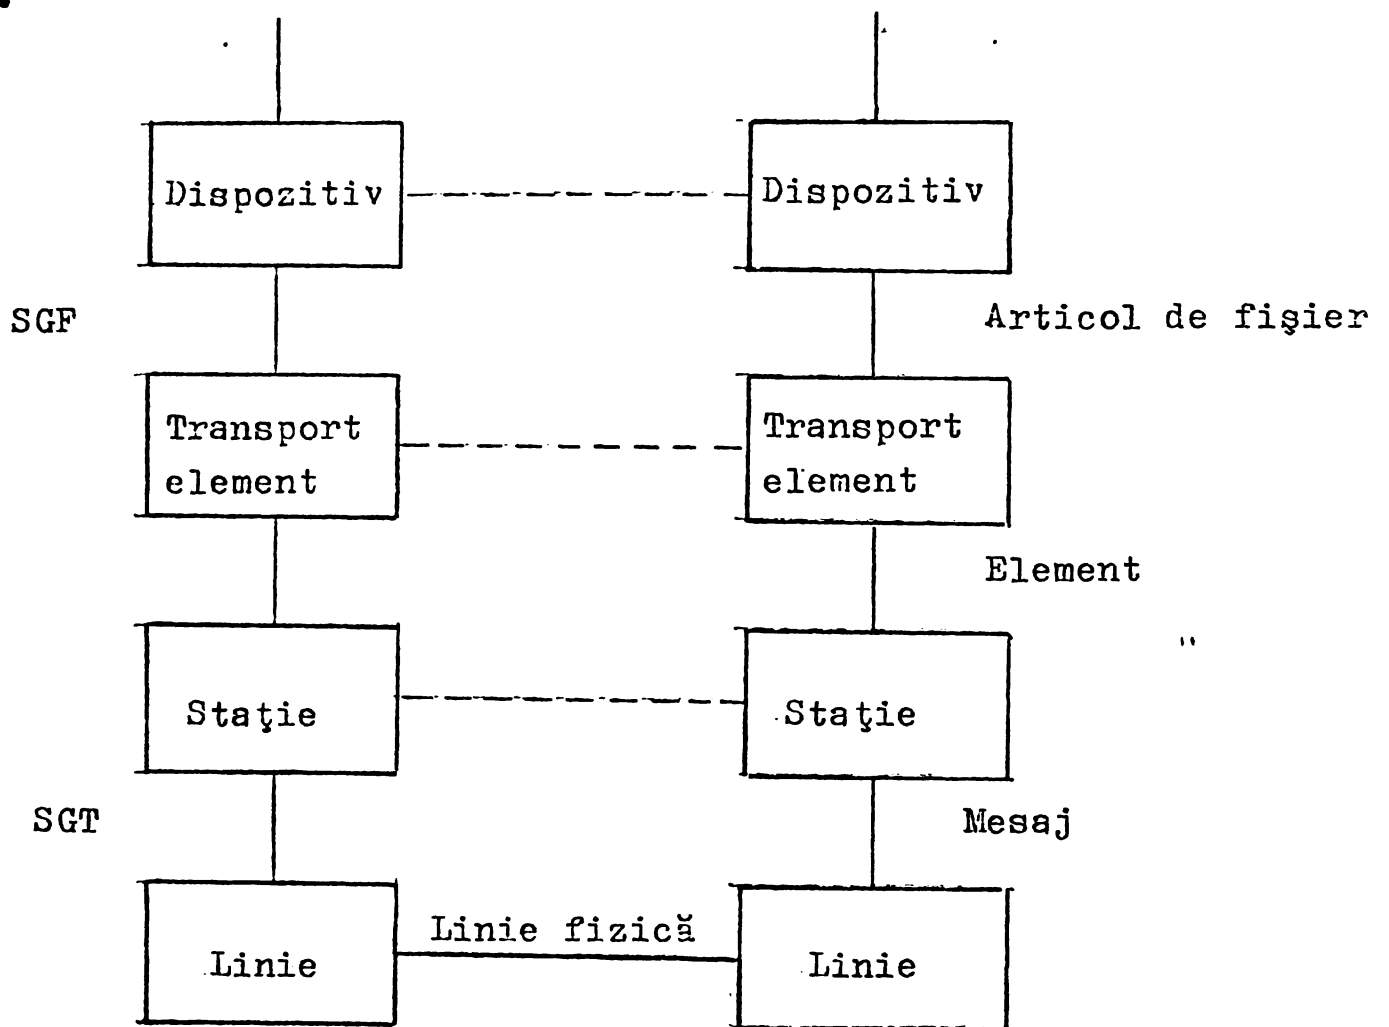 Dispozitiv
Dispozitiv
SGF
Articol de fişier
Transport
element
Transport
element
Element
Staţie
Staţie
SGT
Mesaj
Linie fizică
Linie
Linie